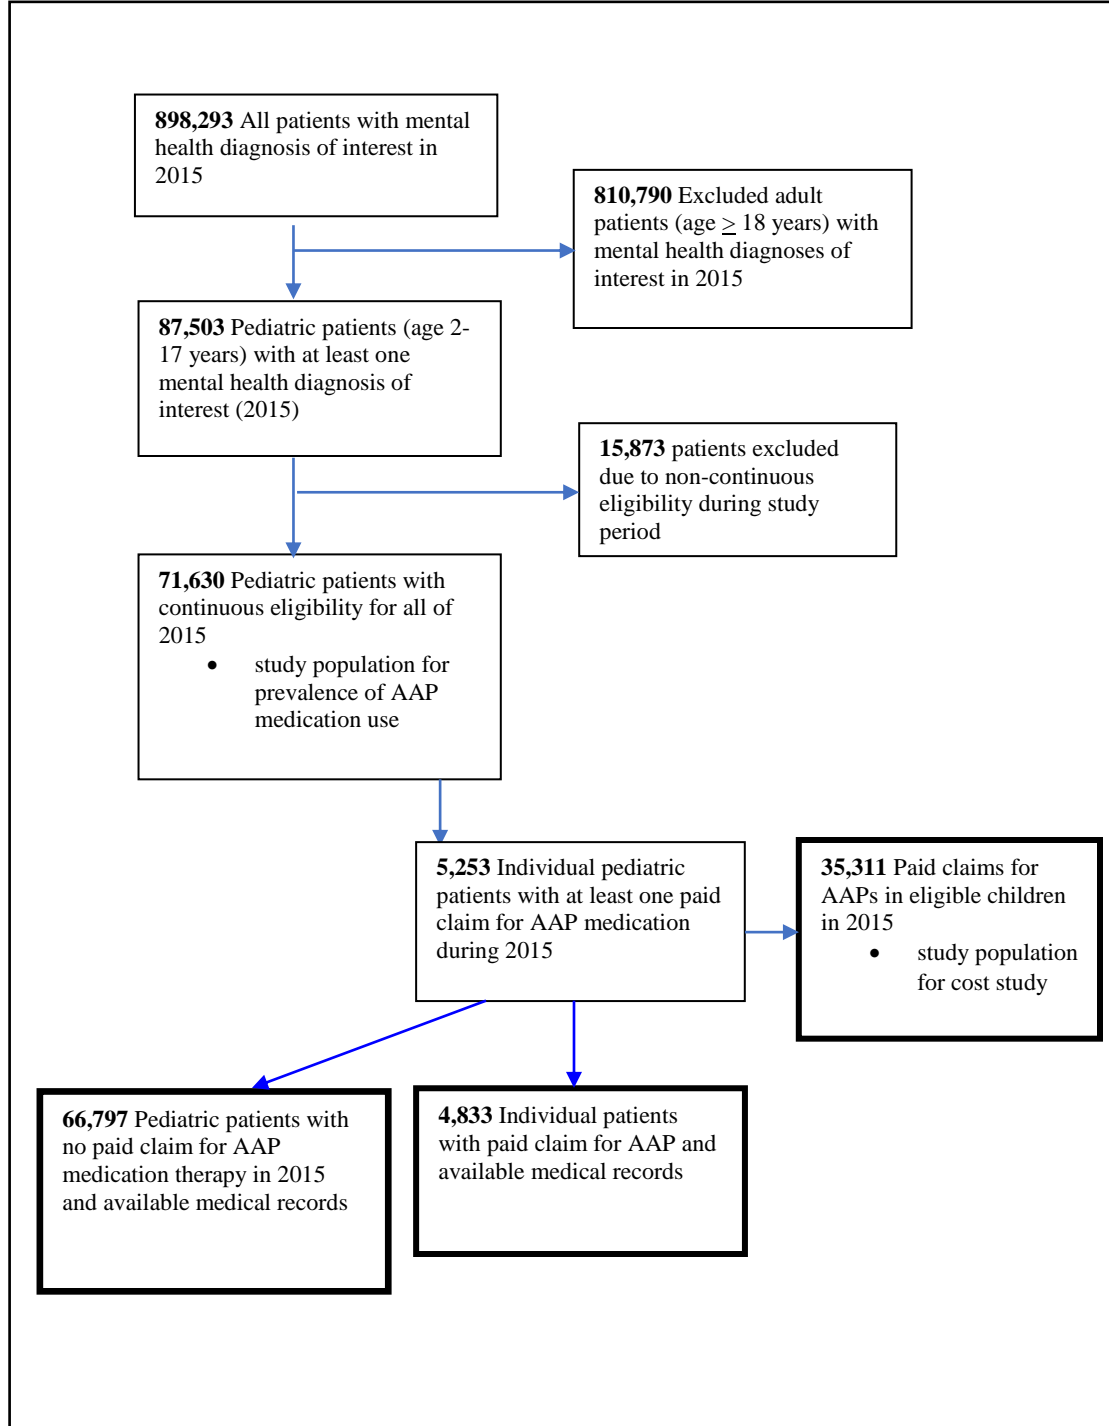 898,293 All patients with mental
health diagnosis of interest in
2015
810,790 Excluded adult
patients (age ≥ 18 years) with
mental health diagnoses of
interest in 2015
87,503 Pediatric patients (age 2-
17 years) with at least one
mental health diagnosis of
interest (2015)
15,873 patients excluded
due to non-continuous
eligibility during study
period
71,630 Pediatric patients with
continuous eligibility for all of
2015
• study population for
prevalence of AAP
medication use
5,253 Individual pediatric
patients with at least one paid
claim for AAP medication
during 2015
35,311 Paid claims for
AAPs in eligible children
in 2015
• study population
for cost study
66,797 Pediatric patients with
no paid claim for AAP
medication therapy in 2015
and available medical records
4,833 Individual patients
with paid claim for AAP and
available medical records